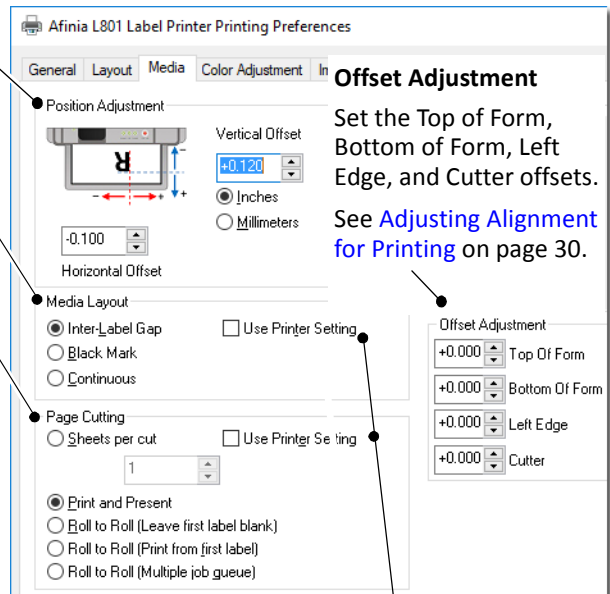 Afinia L801 Label Printer Printing Preferences
General Layout Media Color Adjustment
Offset Adjustment
Set the Top of Form,
Bottom of Form, Left
Edge, and Cutter offsets.
See Adjusting Alignment
for Printing on page 30.
Position Adjustment
R
- +
- +
Vertical Offset
+0.120
Inches
Millimeters
-0.100
Horizontal Offset
Media Layout
Inter-Label Gap
Use Printer Setting
Black Mark
Continuous
Offset Adjustment
+0.000 Top Of Form
+0.000 Bottom Of Form
+0.000 Left Edge
+0.000 Cutter
Page Cutting
Sheets per cut
Use Printer Setting
1
Print and Present
Roll to Roll (Leave first label blank)
Roll to Roll (Print from first label)
Roll to Roll (Multiple job queue)